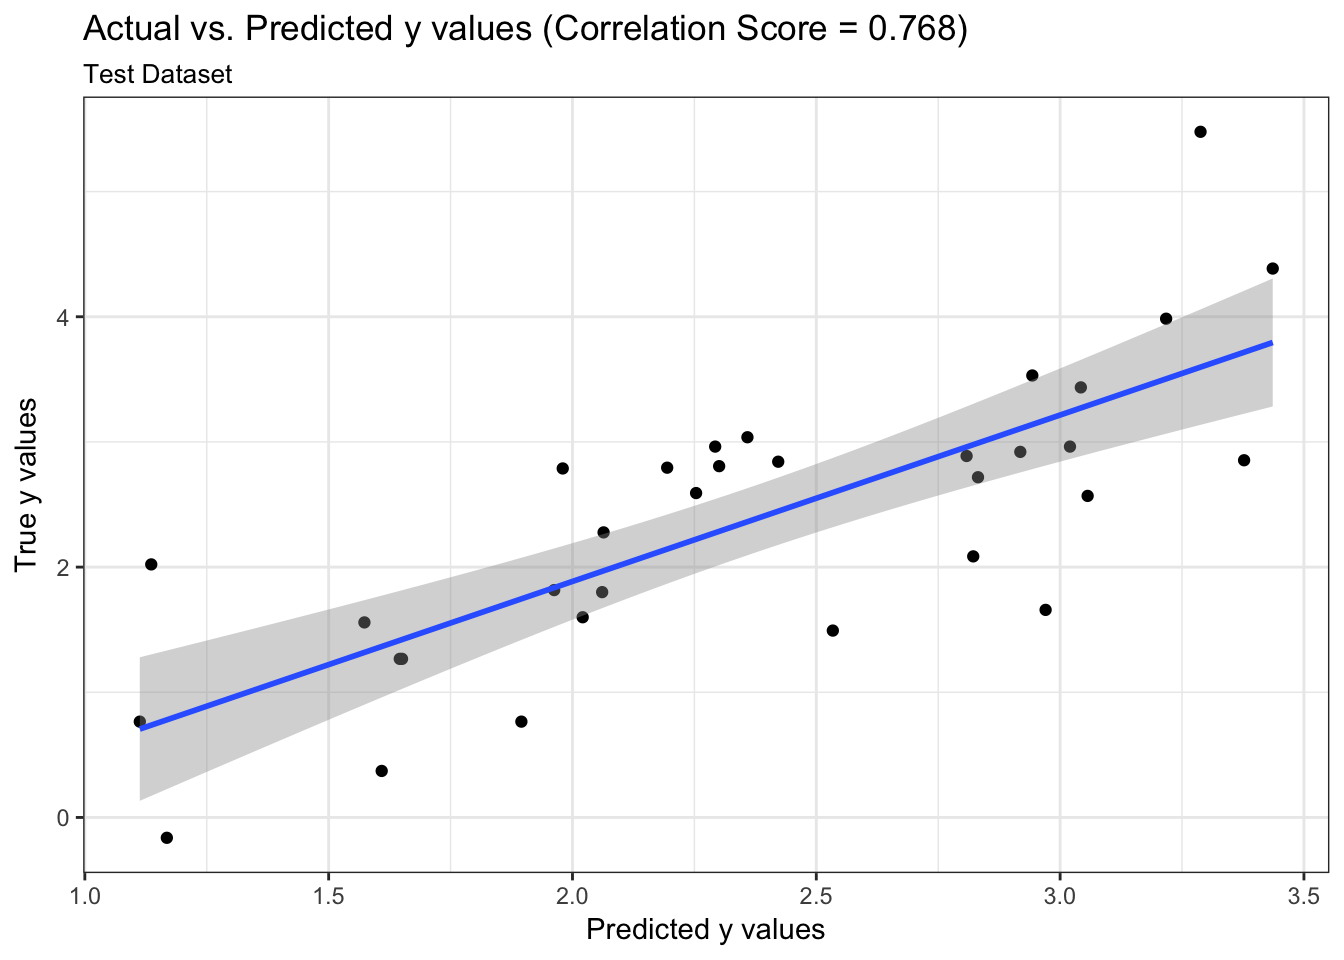 Actual vs. Predicted y values (Correlation Score = 0.768)
Test Dataset
True y values
4
2
0
1.0 1.5 2.0 2.5 3.0 3.5
Predicted y values